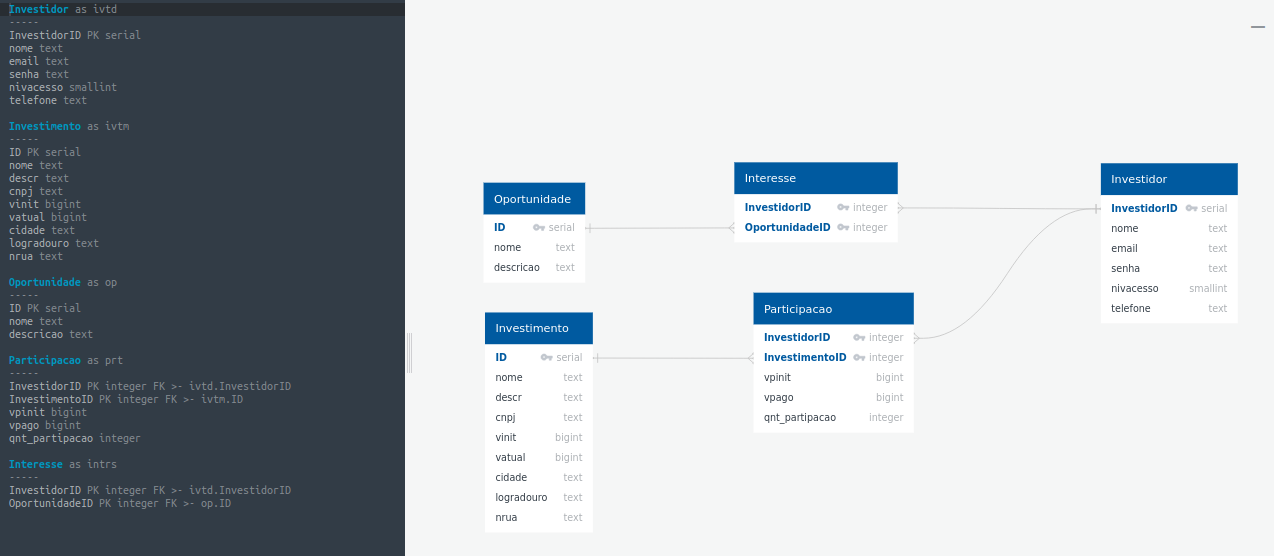 Investidor as ivtd
-----
InvestidorID PK serial
nome text
email text
senha text
nivacesso smallint
telefone text
Investimento as ivtm
-----
ID PK serial
nome text
descr text
cnpj text
vinit bigint
vatual bigint
cidade text
logradouro text
nrua text
Oportunidade as op
-----
ID PK serial
nome text
descricao text
Participacao as prt
-----
InvestidorID PK integer FK >- ivtd.InvestidorID
InvestimentoID PK integer FK >- ivtm.ID
vpinit bigint
vpago bigint
qnt_partipacao integer
Interesse as intrs
-----
InvestidorID PK integer FK >- ivtd.InvestidorID
OportunidadeID PK integer FK >- op.ID
Oportunidade
ID serial
nome text
descricao text
Investimento
ID serial
nome text
descr text
cnpj text
vinit bigint
vatual bigint
cidade text
logradouro text
nrua text
Interesse
InvestidorID integer
OportunidadeID integer
Participacao
InvestidorID integer
InvestimentoID integer
vpinit bigint
vpago bigint
qnt_partipacao integer
Investidor
InvestidorID serial
nome text
email text
senha text
nivacesso smallint
telefone text